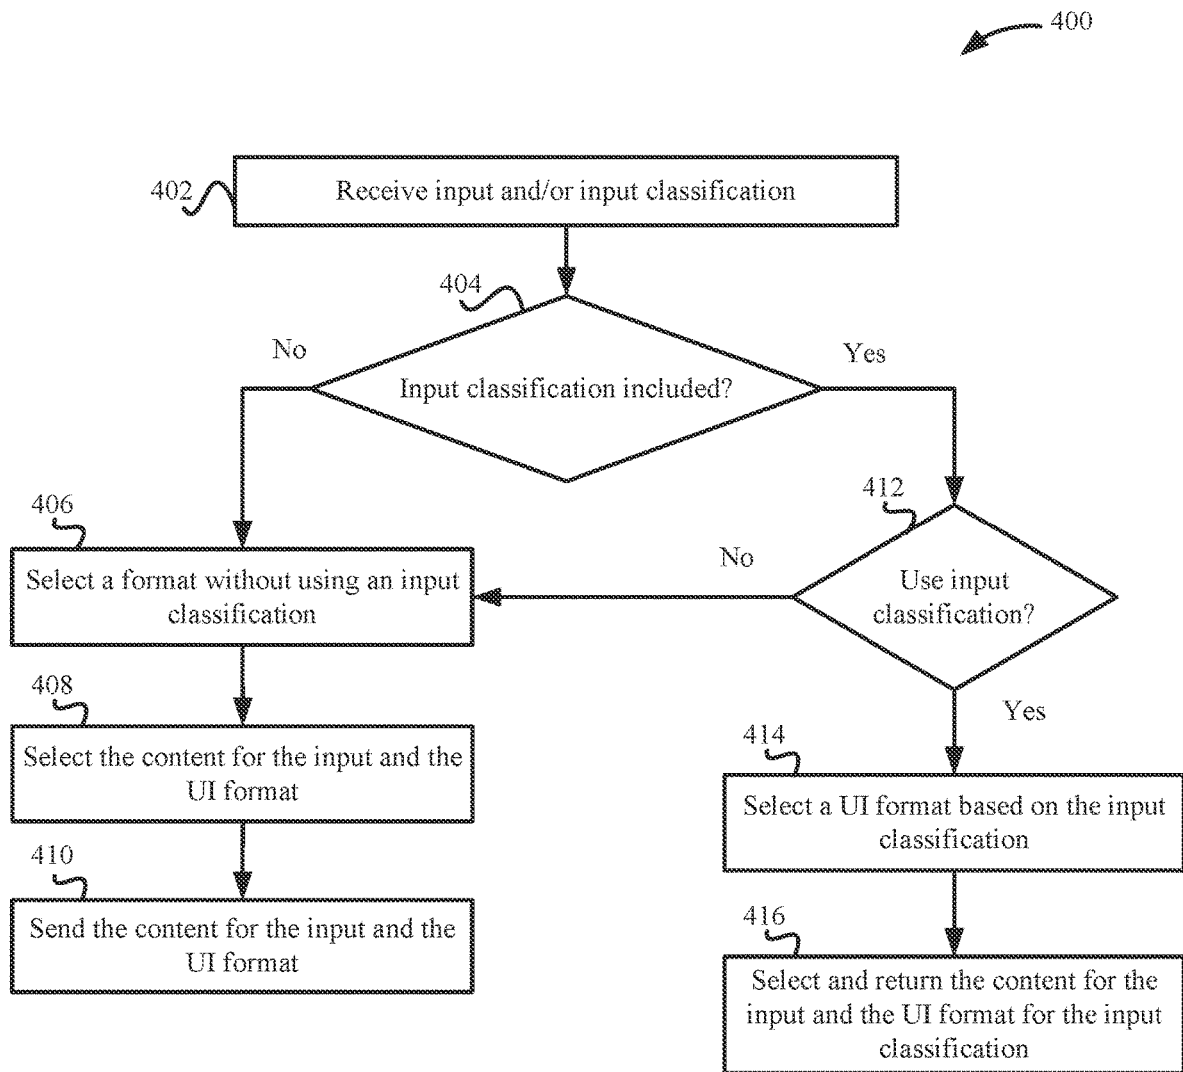 400
402
Receive input and/or input classification
404
No
Yes
Input classification included?
406
412
Select a format without using an input
classification
No
Use input
classification?
408
Yes
Select the content for the input and the
UI format
414
Select a UI format based on the input
classification
410
Send the content for the input and the
UI format
416
Select and return the content for the
input and the UI format for the input
classification